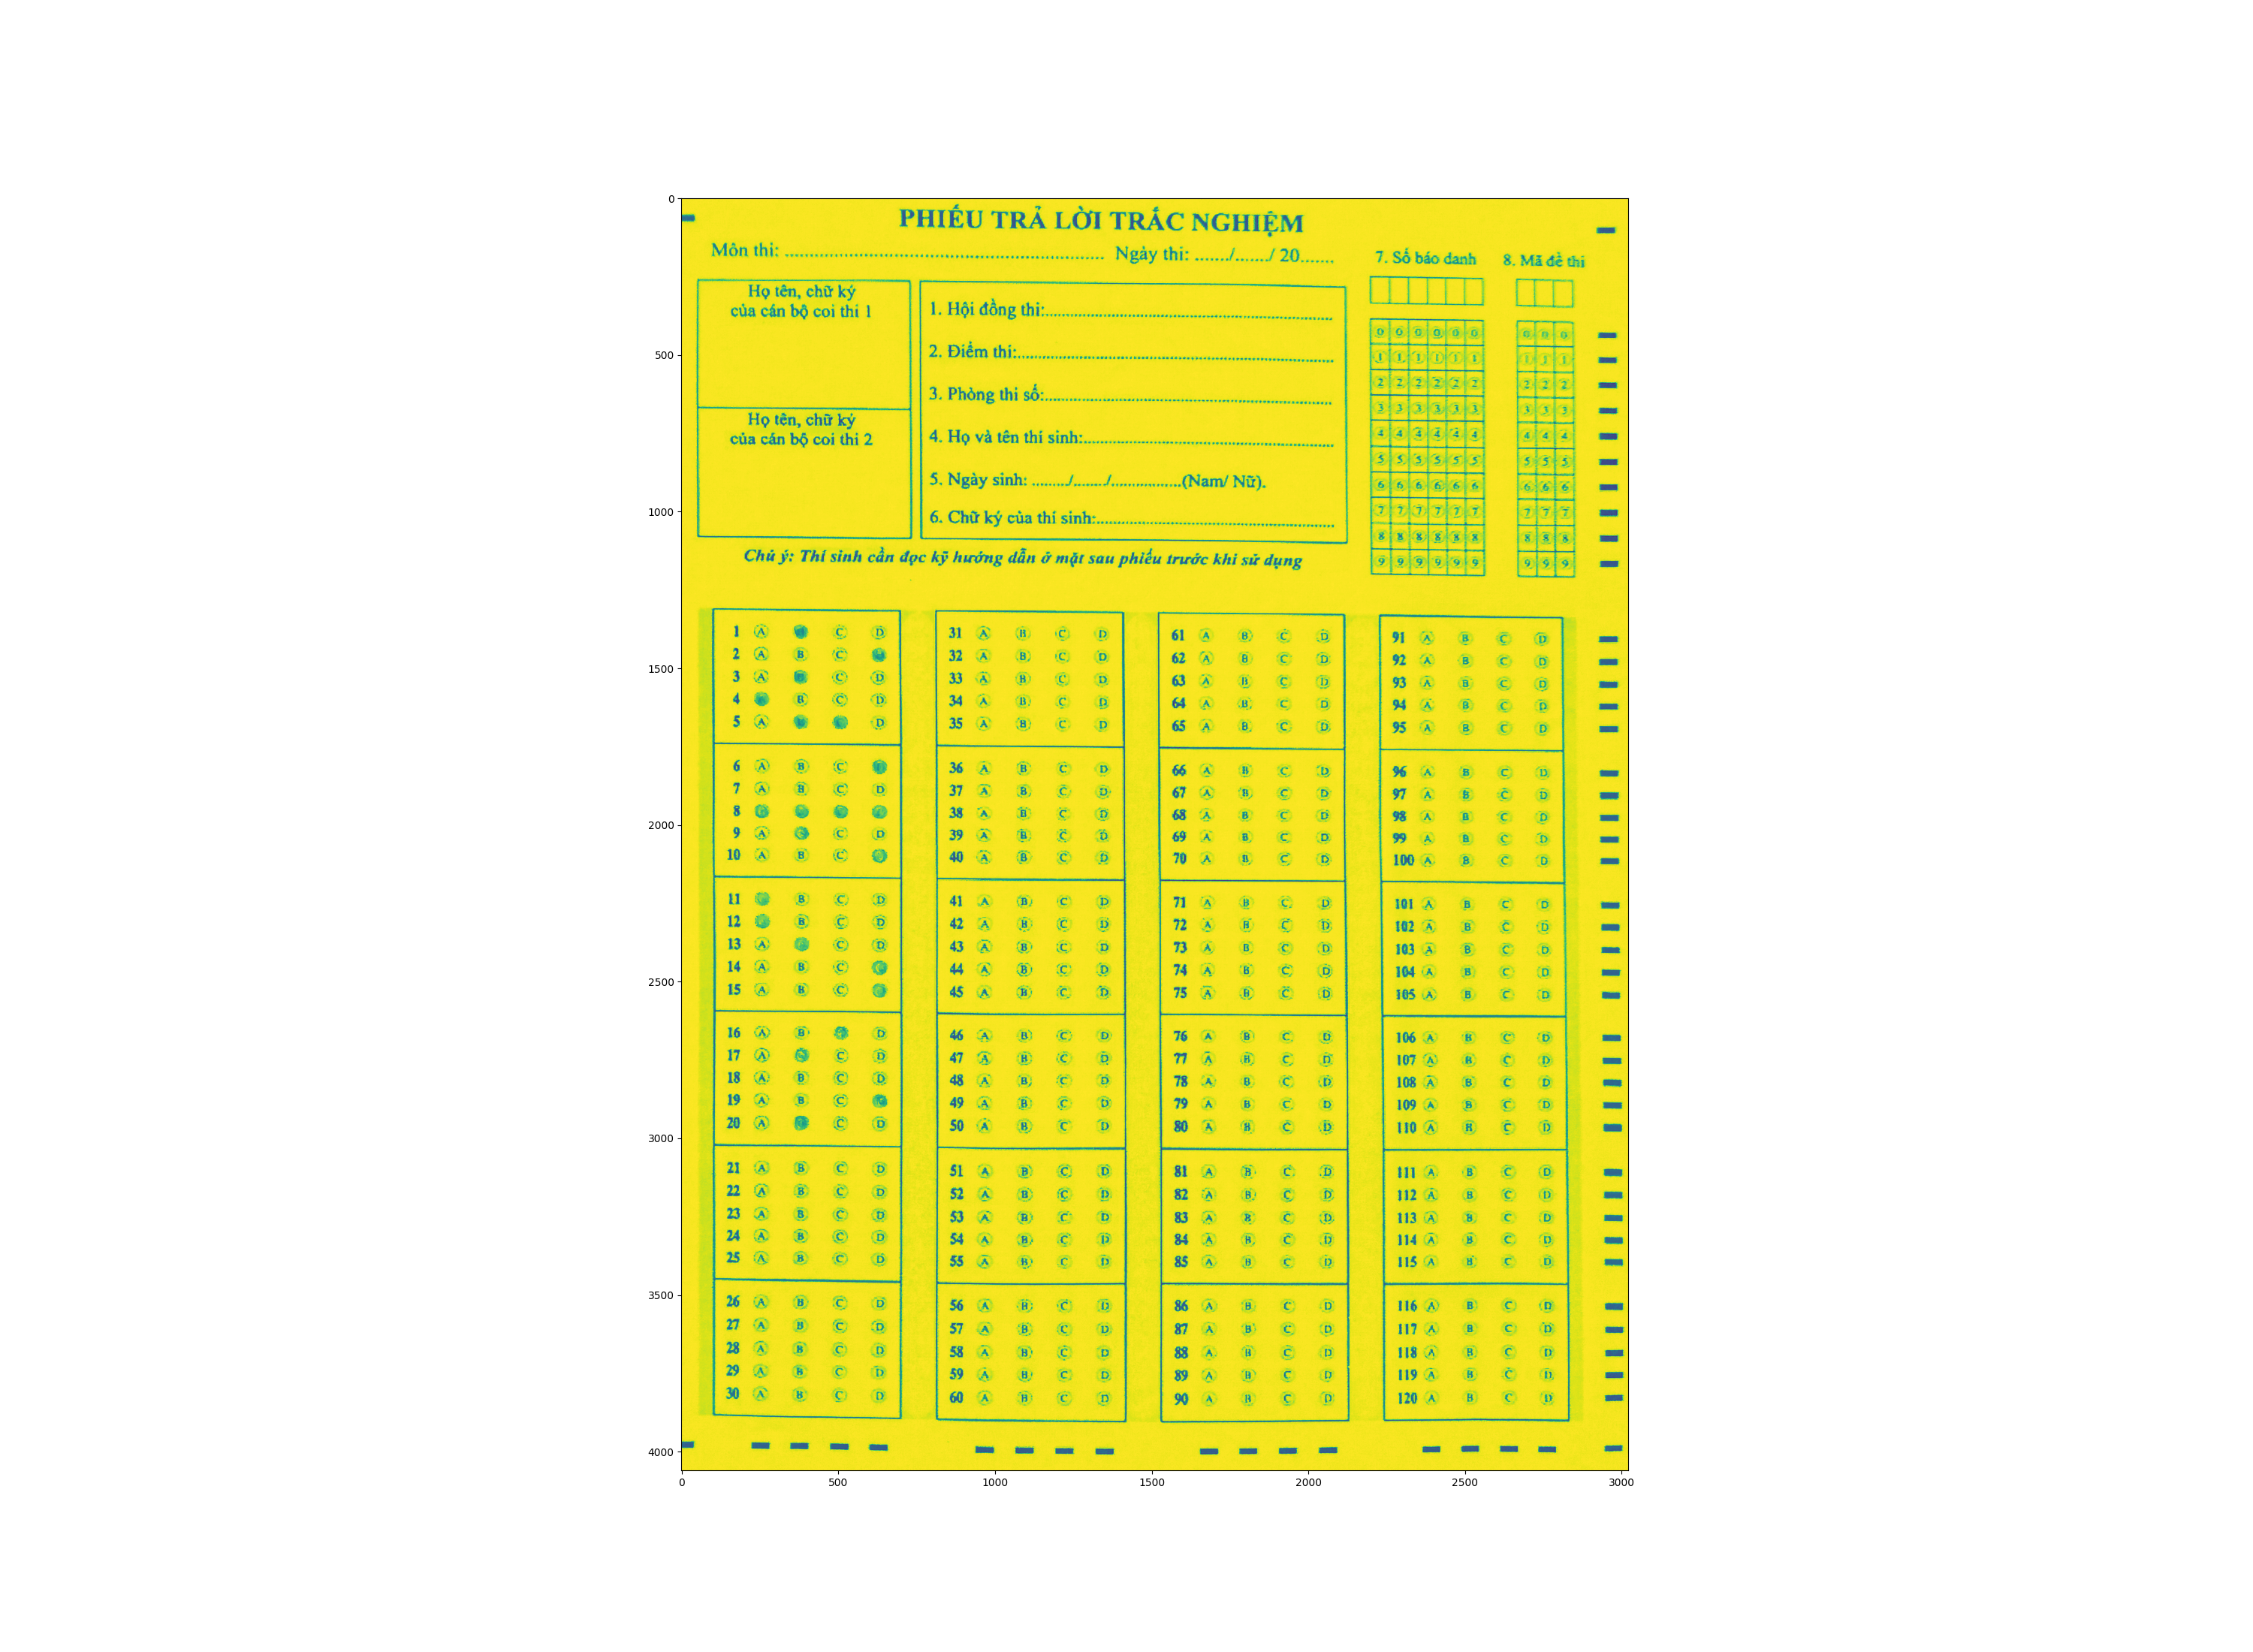 PHIẾU TRẢ LỜI TRẮC NGHIỆM
Môn thi: ........................................................ Ngày thi: ......./......./ 20.......
7. Số báo danh
8. Mã đề thi
Họ tên, chữ ký
của cán bộ coi thi 1
Họ tên, chữ ký
của cán bộ coi thi 2
1. Hội đồng thi:..............................
2. Điểm thi:..............................
3. Phòng thi số:..............................
4. Họ và tên thí sinh:..............................
5. Ngày sinh: ......../......./...............(Nam/ Nữ).
6. Chữ ký của thí sinh:..............................
Chú ý: Thí sinh cần đọc kỹ hướng dẫn ở mặt sau phiếu trước khi sử dụng
0 0 0 0 0 0 0 0 0
1 1 1 1 1 1 1 1 1
2 2 2 2 2 2 2 2 2
3 3 3 3 3 3 3 3 3
4 4 4 4 4 4 4 4 4
5 5 5 5 5 5 5 5 5
6 6 6 6 6 6 6 6 6
7 7 7 7 7 7 7 7 7
8 8 8 8 8 8 8 8 8
9 9 9 9 9 9 9 9 9
1 A C D
2 A B C
3 A C D
4 B C D
5 A D
6 A B C
7 A B C D
8
9 A C D
10 A B C
11 B C D
12 B C D
13 A C D
14 A B C
15 A B C
16 A B D
17 A C D
18 A B C D
19 A B C
20 A C D
21 A B C D
22 A B C D
23 A B C D
24 A B C D
25 A B C D
26 A B C D
27 A B C D
28 A B C D
29 A B C D
30 A B C D
31 A B C D
32 A B C D
33 A B C D
34 A B C D
35 A B C D
36 A B C D
37 A B C D
38 A B C D
39 A B C D
40 A B C D
41 A B C D
42 A B C D
43 A B C D
44 A B C D
45 A B C D
46 A B C D
47 A B C D
48 A B C D
49 A B C D
50 A B C D
51 A B C D
52 A B C D
53 A B C D
54 A B C D
55 A B C D
56 A B C D
57 A B C D
58 A B C D
59 A B C D
60 A B C D
61 A B C D
62 A B C D
63 A B C D
64 A B C D
65 A B C D
66 A B C D
67 A B C D
68 A B C D
69 A B C D
70 A B C D
71 A B C D
72 A B C D
73 A B C D
74 A B C D
75 A B C D
76 A B C D
77 A B C D
78 A B C D
79 A B C D
80 A B C D
81 A B C D
82 A B C D
83 A B C D
84 A B C D
85 A B C D
86 A B C D
87 A B C D
88 A B C D
89 A B C D
90 A B C D
91 A B C D
92 A B C D
93 A B C D
94 A B C D
95 A B C D
96 A B C D
97 A B C D
98 A B C D
99 A B C D
100 A B C D
101 A B C D
102 A B C D
103 A B C D
104 A B C D
105 A B C D
106 A B C D
107 A B C D
108 A B C D
109 A B C D
110 A B C D
111 A B C D
112 A B C D
113 A B C D
114 A B C D
115 A B C D
116 A B C D
117 A B C D
118 A B C D
119 A B C D
120 A B C D
0
500
1000
1500
2000
2500
3000
3500
4000
0 500 1000 1500 2000 2500 3000